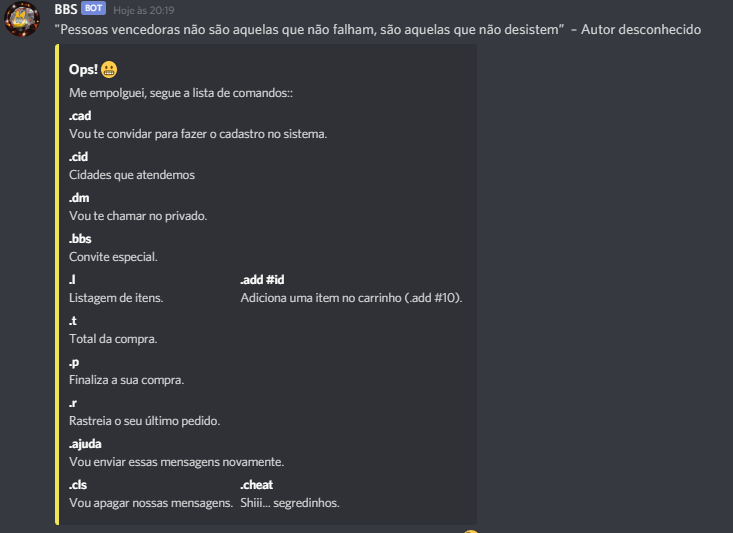 BBS BOT Hoje às 20:19
"Pessoas vencedoras não são aquelas que não falham, são aquelas que não desistem” – Autor desconhecido
Ops!
Me empolguei, segue a lista de comandos::
.cad
Vou te convidar para fazer o cadastro no sistema.
.cid
Cidades que atendemos
.dm
Vou te chamar no privado.
.bbs
Convite especial.
.l .add #id
Listagem de itens. Adiciona uma item no carrinho (.add #10).
.t
Total da compra.
.p
Finaliza a sua compra.
.r
Rastreia o seu último pedido.
.ajuda
Vou enviar essas mensagens novamente.
.cls .cheat
Vou apagar nossas mensagens. Shiii... segredinhos.